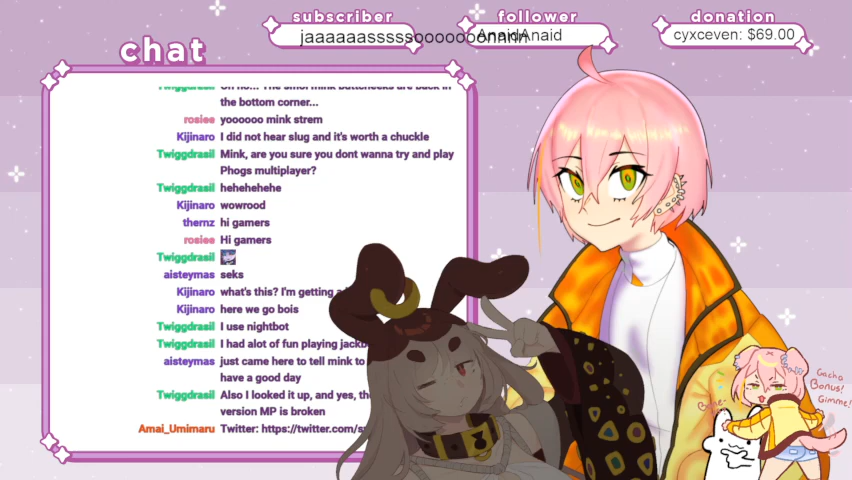 subscriber
follower
donation
jaaaaaasssssooooooonnnn
AnaidAnaid
cyxceven: $69.00
chat
the bottom corner...
rosiee yoooooo mink strem
Kijinaro I did not hear slug and it's worth a chuckle
Twiggdrasil Mink, are you sure you dont wanna try and play
Phogs multiplayer?
Twiggdrasil hehehehehe
Kijinaro wowrood
thernz hi gamers
rosiee Hi gamers
Twiggdrasil
aisteymas seks
Kijinaro what's this? I'm getting
Kijinaro here we go bois
Twiggdrasil I use nightbot
Twiggdrasil I had alot of fun playing
aisteymas just came here to tell mink to
have a good day
Twiggdrasil Also I looked it up, and yes,
version MP is broken
Amai_Umimaru Twitter: https://twitter.com/
Gacha
Bonus!
Gimme!